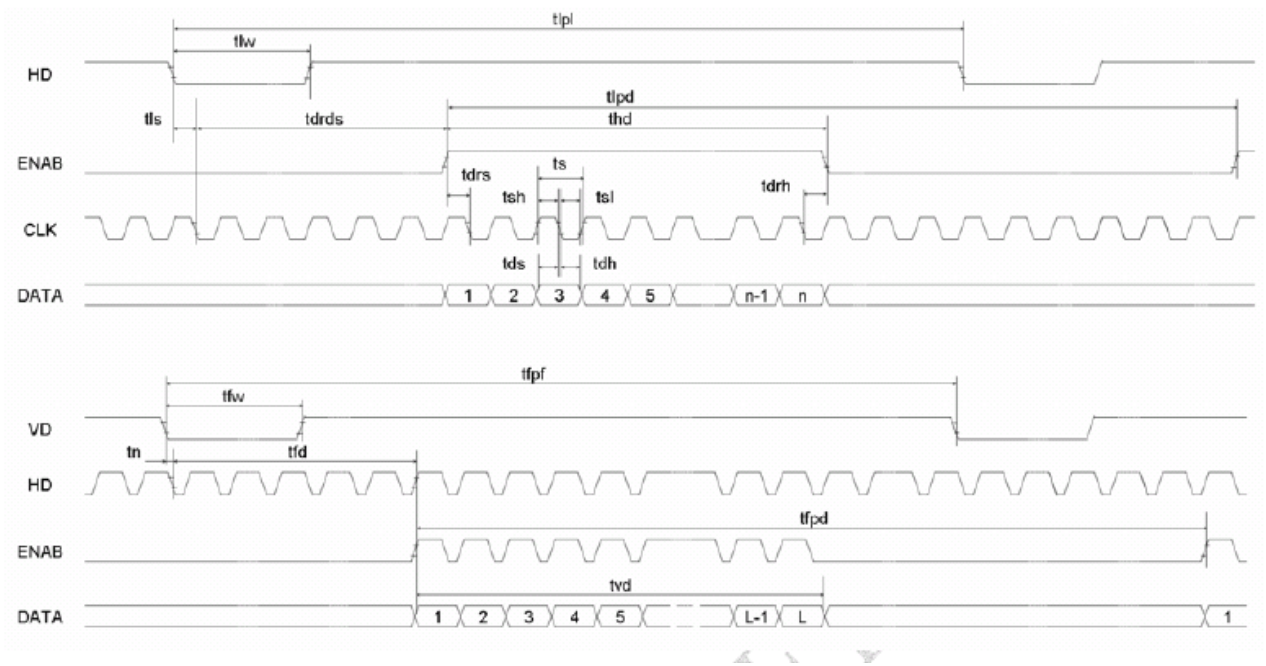 tlpl
tlw
HD
tlpd
tls tdrds thd
ENAB
ts
tdrs tdrh
tsh tsl
CLK
tds tdh
DATA 1 2 3 4 5 n-1 n
tfpf
tfw
VD
tn tfd
HD
tfpd
ENAB
tvd
DATA 1 2 3 4 5 L-1 L 1